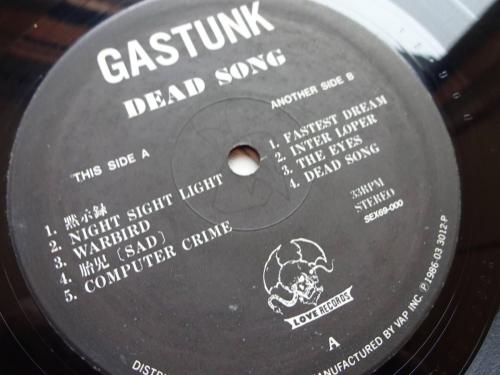 GASTUNK
DEAD SONG
THIS SIDE A
1. 黙示録
2. NIGHT SIGHT LIGHT
3. WARBIRD
4. 胎児〔SAD〕
5. COMPUTER CRIME
ANOTHER SIDE B
1. FASTEST DREAM
2. INTER LOPER
3. THE EYES
4. DEAD SONG
33RPM
STEREO
SEX69-000
LOVE RECORDS
A
MANUFACTURED BY VAP INC. ℗ 1986 03 3012-P